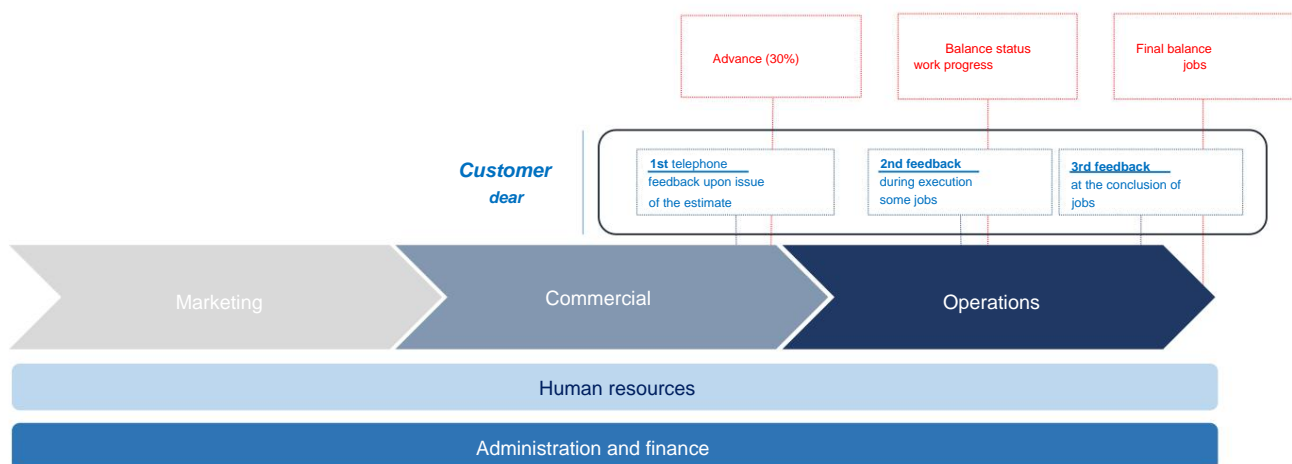 Advance (30%)
Balance status
work progress
Final balance
jobs
Customer
dear
1st telephone
feedback upon issue
of the estimate
2nd feedback
during execution
some jobs
3rd feedback
at the conclusion of
jobs
Marketing
Commercial
Operations
Human resources
Administration and finance